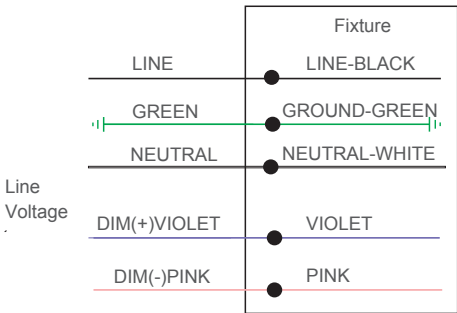 Fixture
LINE LINE-BLACK
GREEN GROUND-GREEN
NEUTRAL NEUTRAL-WHITE
Line
Voltage
DIM(+)VIOLET VIOLET
DIM(-)PINK PINK